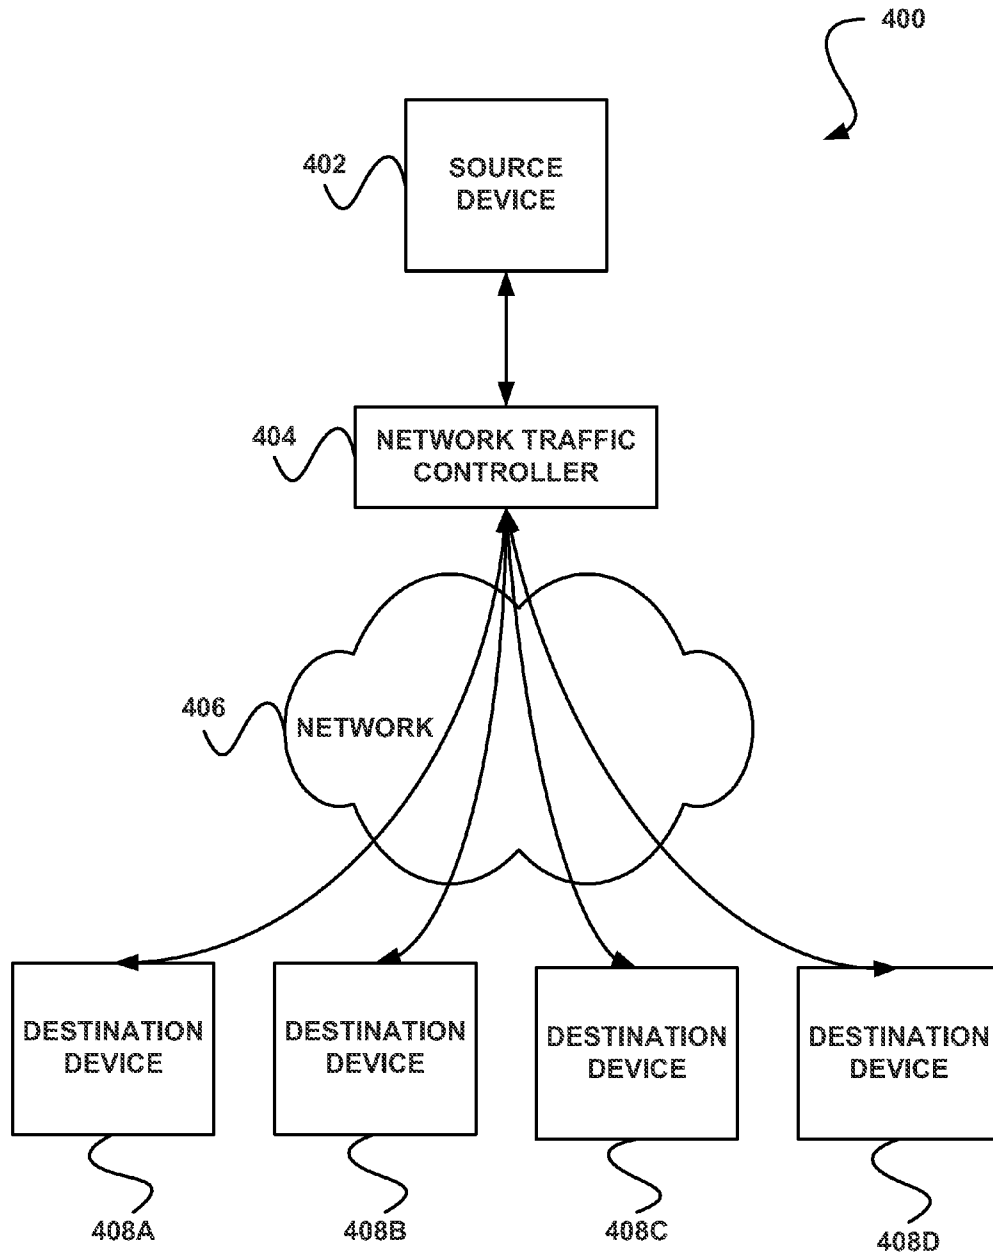 400
402
SOURCE
DEVICE
404
NETWORK TRAFFIC
CONTROLLER
406
NETWORK
DESTINATION
DEVICE
DESTINATION
DEVICE
DESTINATION
DEVICE
DESTINATION
DEVICE
408A
408B
408C
408D